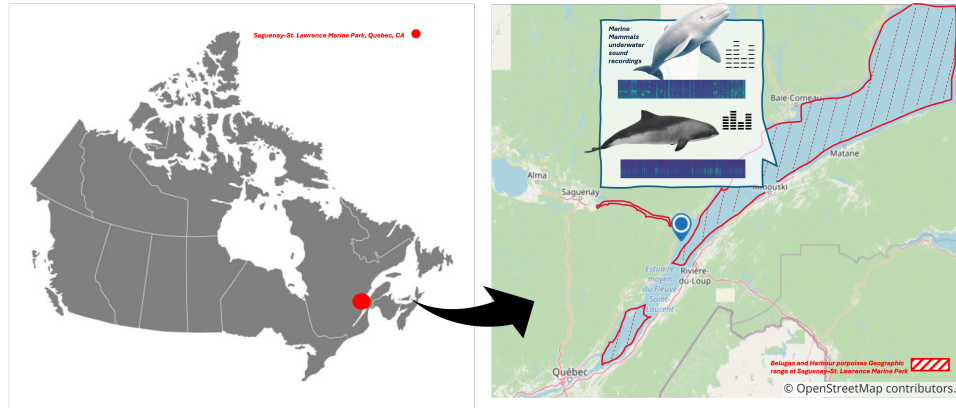 Saguenay–St. Lawrence Marine Park, Quebec, CA
Marine
Mammals
underwater
sound
recordings
Baie-Comeau
Matane
Rimouski
Alma
Saguenay
Rivière-
du-Loup
Estuaire
moyen
du Fleuve
Saint-
Laurent
Québec
Belugas and Harbour porpoises Geographic
range at Saguenay–St. Lawrence Marine Park
© OpenStreetMap contributors.